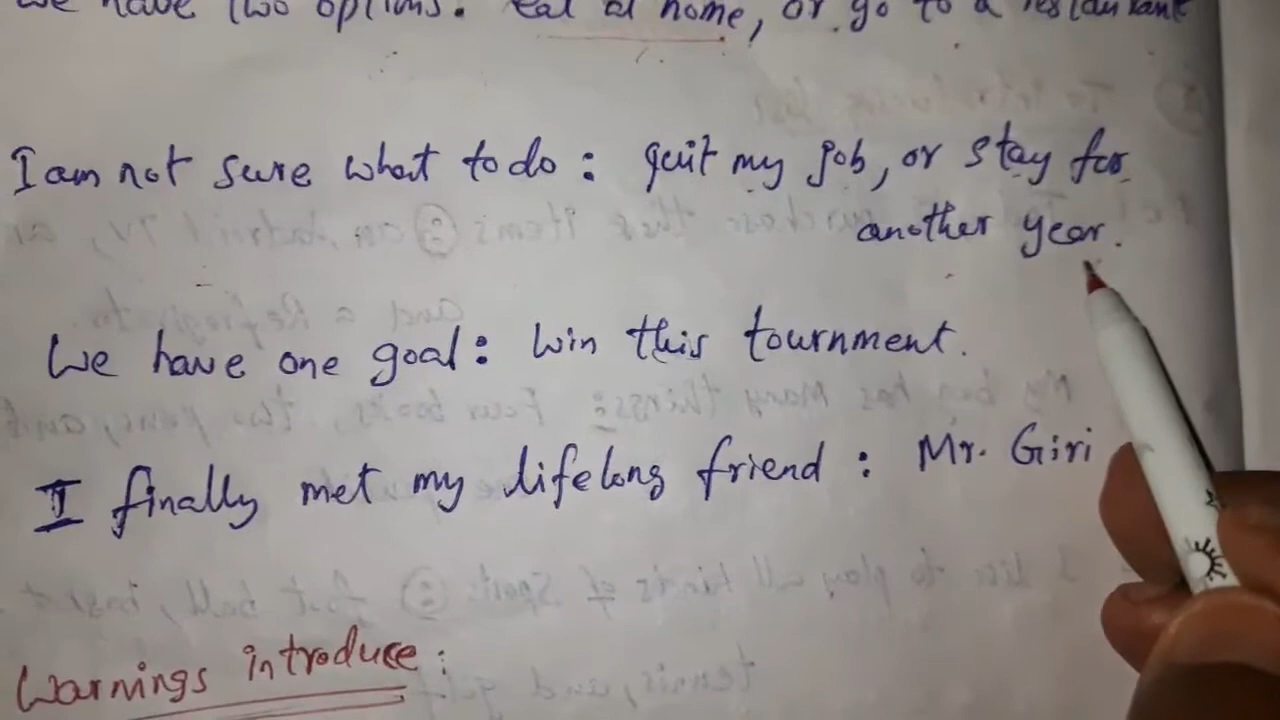 we have two options. Eat at home, or go to a restaurant
I am not sure what to do : quit my job, or stay for
another year.
We have one goal : Win this tournment.
I finally met my lifelong friend : Mr. Giri
Warnings introduce :